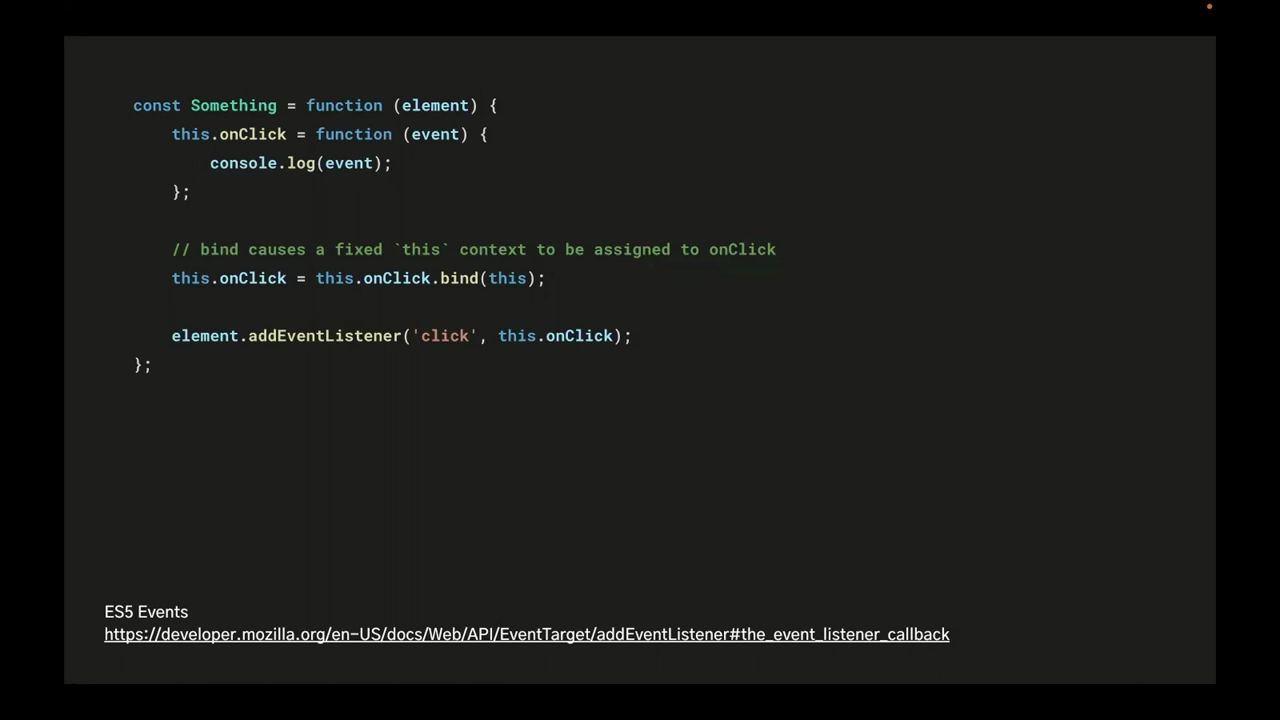 const Something = function (element) {
    this.onClick = function (event) {
        console.log(event);
    };

    // bind causes a fixed `this` context to be assigned to onClick
    this.onClick = this.onClick.bind(this);

    element.addEventListener('click', this.onClick);
};
ES5 Events
https://developer.mozilla.org/en-US/docs/Web/API/EventTarget/addEventListener#the_event_listener_callback